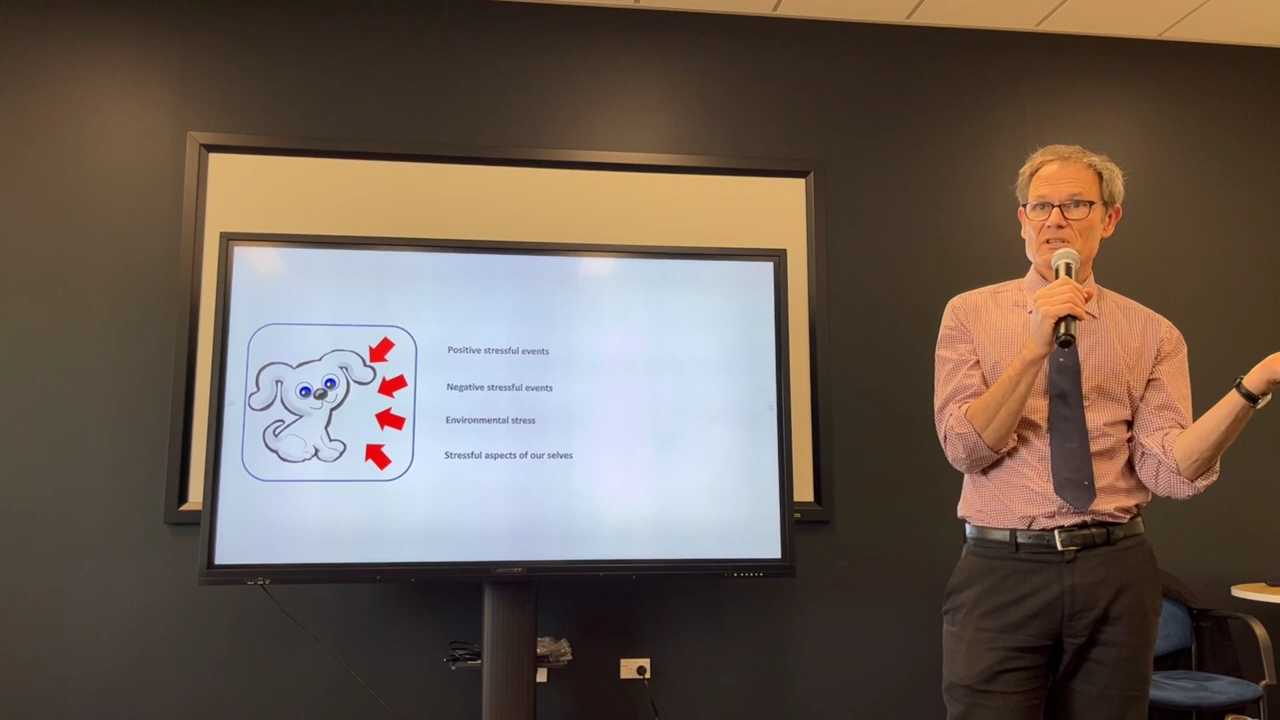 Positive stressful events
Negative stressful events
Environmental stress
Stressful aspects of our selves